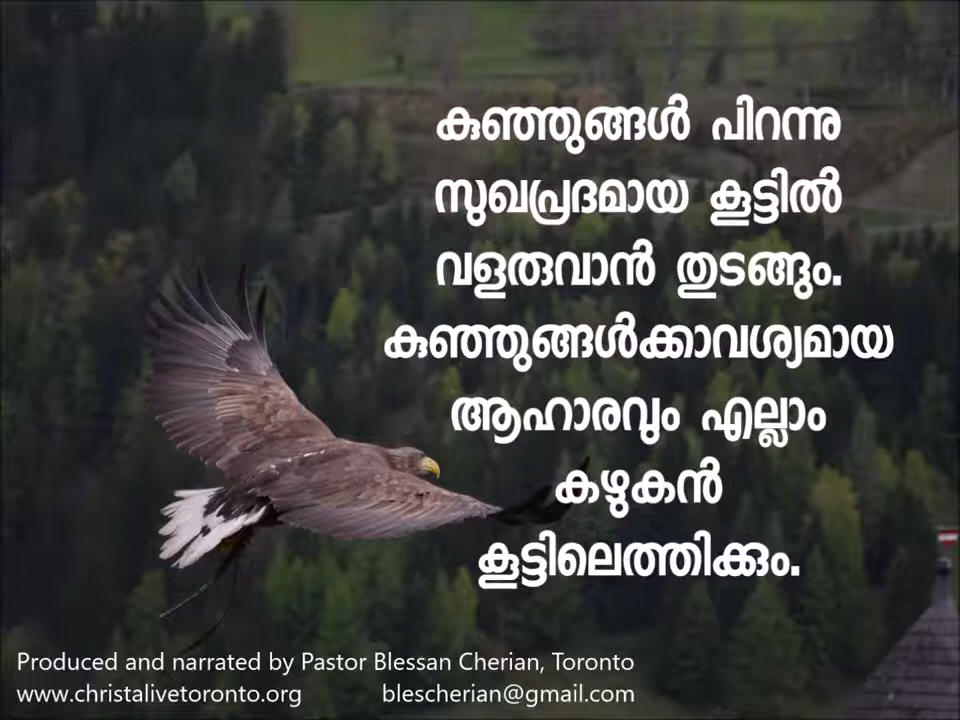 കുഞ്ഞുങ്ങൾ പിറന്നു
സുഖപ്രദമായ കൂട്ടിൽ
വളരുവാൻ തുടങ്ങും.
കുഞ്ഞുങ്ങൾക്കാവശ്യമായ
ആഹാരവും എല്ലാം
കഴുകൻ
കൂട്ടിലെത്തിക്കും.
Produced and narrated by Pastor Blessan Cherian, Toronto
www.christalivetoronto.org blescherian@gmail.com